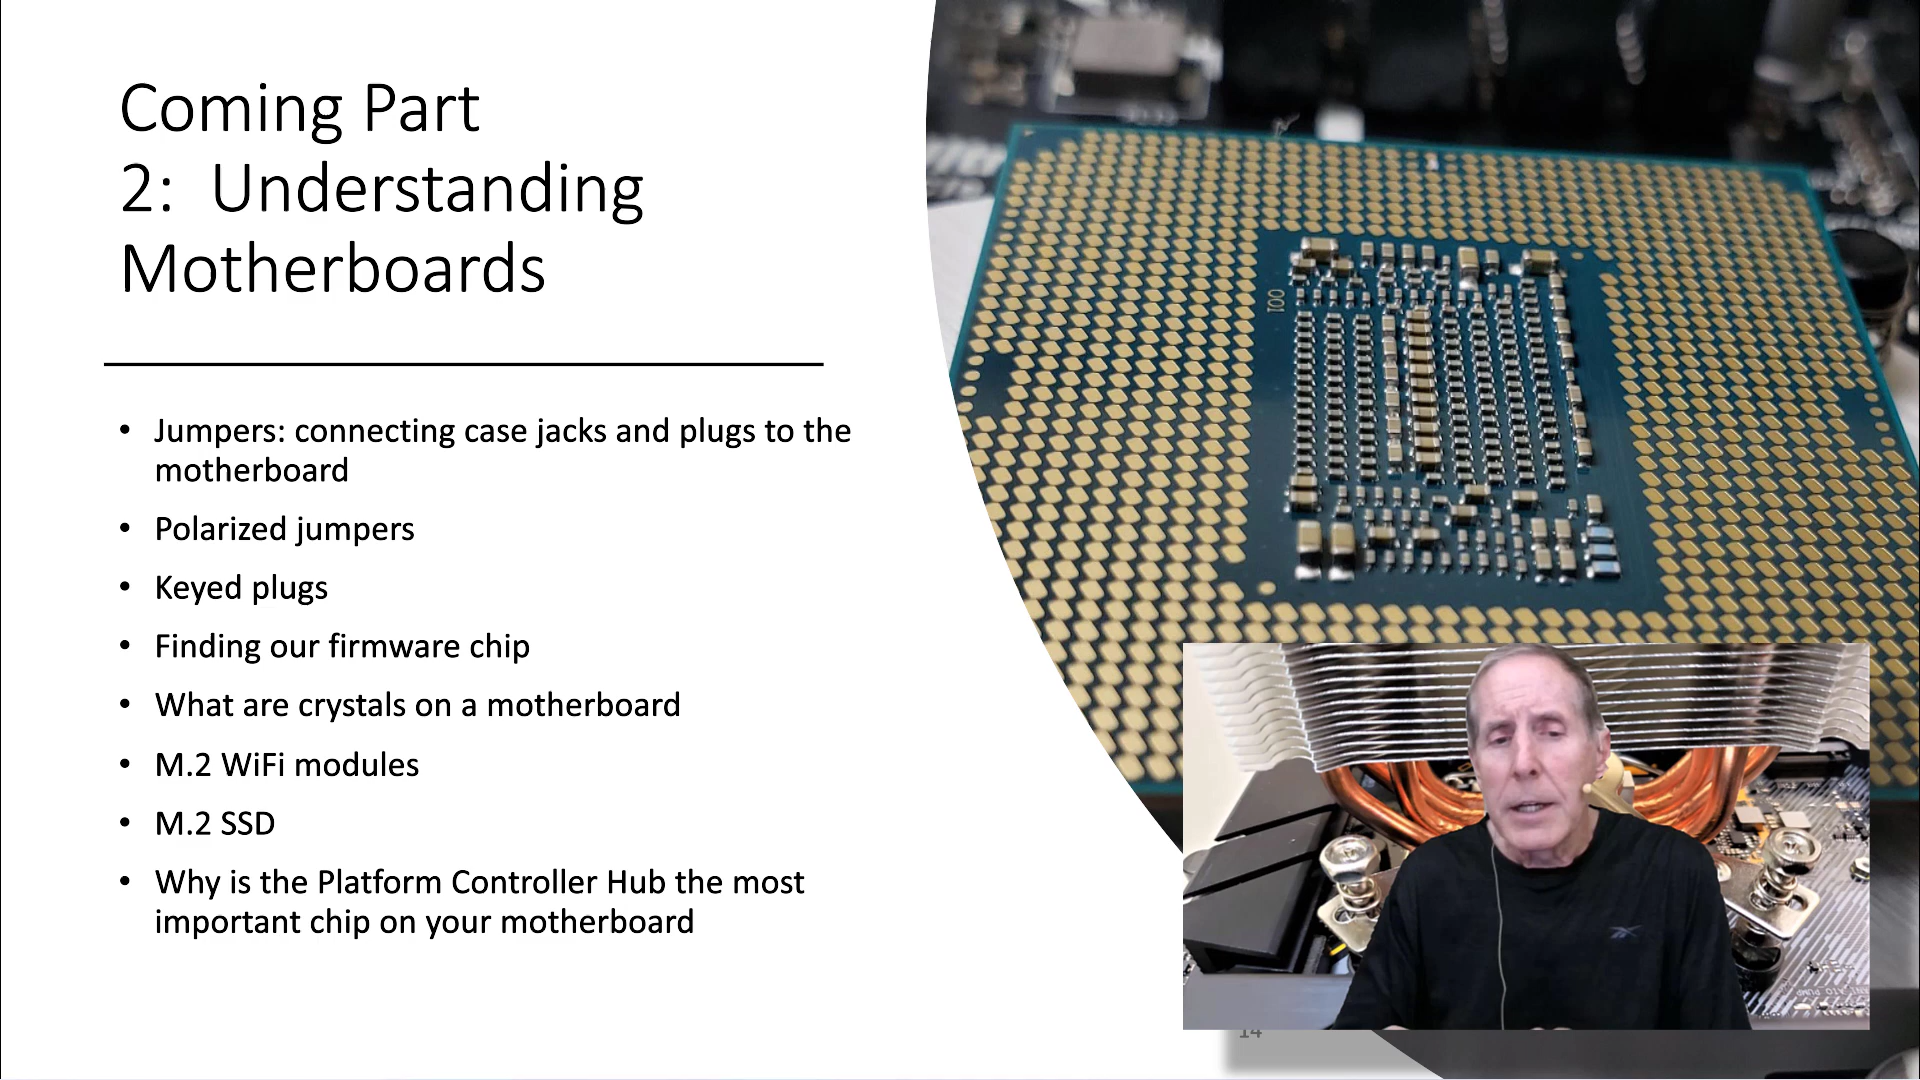 Coming Part
2: Understanding
Motherboards
• Jumpers: connecting case jacks and plugs to the
motherboard
• Polarized jumpers
• Keyed plugs
• Finding our firmware chip
• What are crystals on a motherboard
• M.2 WiFi modules
• M.2 SSD
• Why is the Platform Controller Hub the most
important chip on your motherboard
14